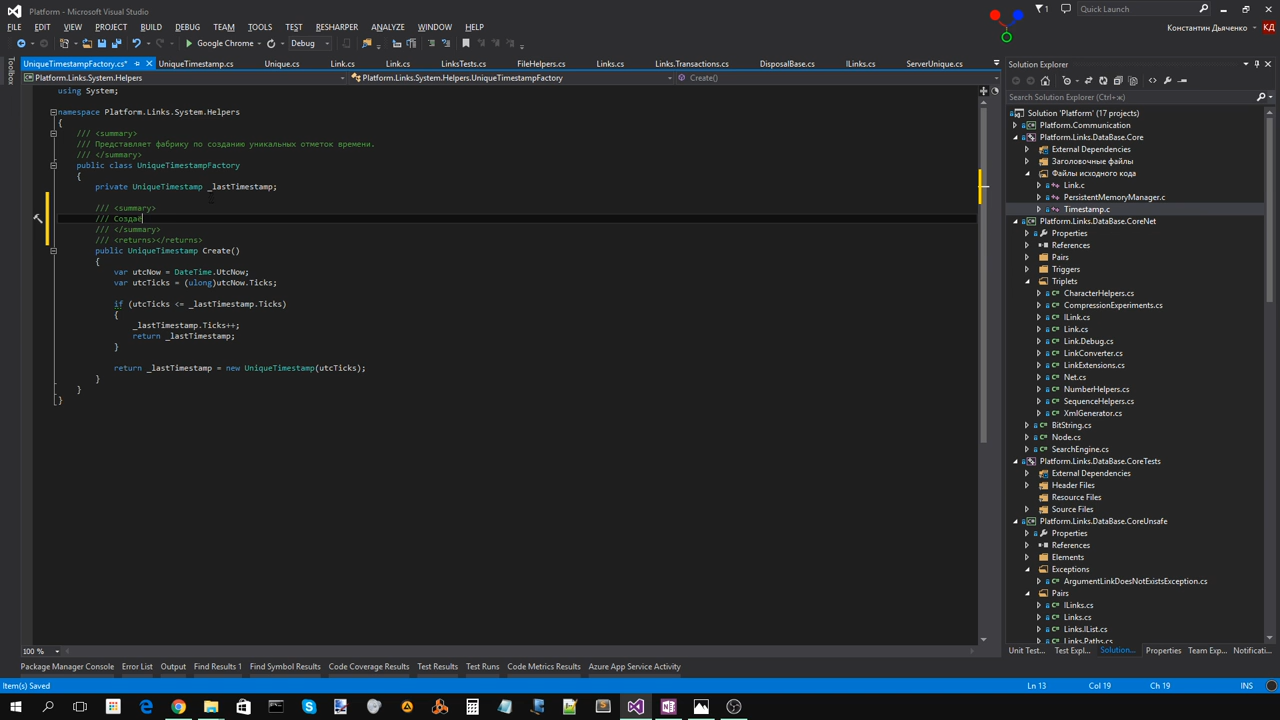 Platform - Microsoft Visual Studio
1
Quick Launch (Ctrl+Q)
FILE EDIT VIEW PROJECT BUILD DEBUG TEAM TOOLS TEST RESHARPER ANALYZE WINDOW HELP
Константин Дьяченко КД
Google Chrome Debug
Toolbox
UniqueTimestampFactory.cs* UniqueTimestamp.cs Unique.cs Link.cs Link.cs LinksTests.cs FileHelpers.cs Links.cs Links.Transactions.cs DisposalBase.cs ILinks.cs ServerUnique.cs
Platform.Links.System.Helpers Platform.Links.System.Helpers.UniqueTimestampFactory Create()
using System;
namespace Platform.Links.System.Helpers
{
/// <summary>
/// Представляет фабрику по созданию уникальных отметок времени.
/// </summary>
public class UniqueTimestampFactory
{
private UniqueTimestamp _lastTimestamp;
/// <summary>
/// Создаё
/// </summary>
/// <returns></returns>
public UniqueTimestamp Create()
{
var utcNow = DateTime.UtcNow;
var utcTicks = (ulong)utcNow.Ticks;
if (utcTicks <= _lastTimestamp.Ticks)
{
_lastTimestamp.Ticks++;
return _lastTimestamp;
}
return _lastTimestamp = new UniqueTimestamp(utcTicks);
}
}
}
100 %
Solution Explorer
Search Solution Explorer (Ctrl+ж)
Solution 'Platform' (17 projects)
Platform.Communication
Platform.Links.DataBase.Core
External Dependencies
Заголовочные файлы
Файлы исходного кода
Link.c
PersistentMemoryManager.c
Timestamp.c
Platform.Links.DataBase.CoreNet
Properties
References
Pairs
Triggers
Triplets
CharacterHelpers.cs
CompressionExperiments.cs
ILink.cs
Link.cs
Link.Debug.cs
LinkConverter.cs
LinkExtensions.cs
Net.cs
NumberHelpers.cs
SequenceHelpers.cs
XmlGenerator.cs
BitString.cs
Node.cs
SearchEngine.cs
Platform.Links.DataBase.CoreTests
External Dependencies
Header Files
Resource Files
Source Files
Platform.Links.DataBase.CoreUnsafe
Properties
References
Elements
Exceptions
ArgumentLinkDoesNotExistsException.cs
Pairs
ILinks.cs
Links.cs
Links.IList.cs
Links.Paths.cs
Unit Test... Test Expl... Solution... Properties Team Exp... Notificati...
Package Manager Console Error List Output Find Results 1 Find Symbol Results Code Coverage Results Test Results Test Runs Code Metrics Results Azure App Service Activity
Item(s) Saved Ln 13 Col 19 Ch 19 INS